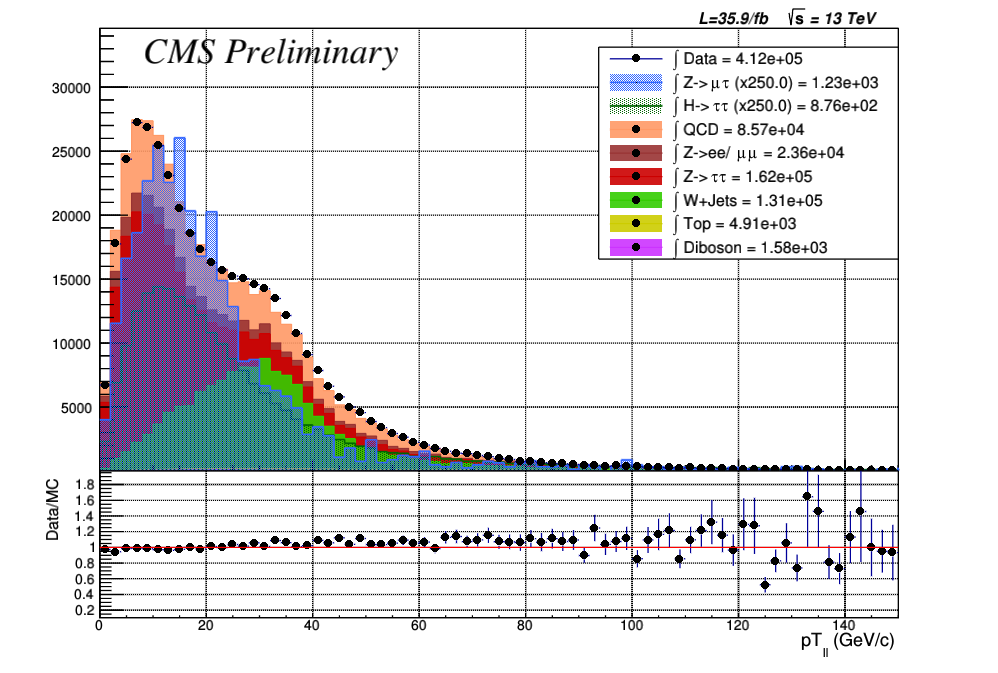 L=35.9/fb √s = 13 TeV
CMS Preliminary
∫ Data = 4.12e+05
∫ Z->μτ (x250.0) = 1.23e+03
∫ H->ττ (x250.0) = 8.76e+02
∫ QCD = 8.57e+04
∫ Z->ee/ μμ = 2.36e+04
∫ Z->ττ = 1.62e+05
∫ W+Jets = 1.31e+05
∫ Top = 4.91e+03
∫ Diboson = 1.58e+03
30000
25000
20000
15000
10000
5000
Data/MC
1.8
1.6
1.4
1.2
1
0.8
0.6
0.4
0.2
0 20 40 60 80 100 120 140
pT_ll (GeV/c)